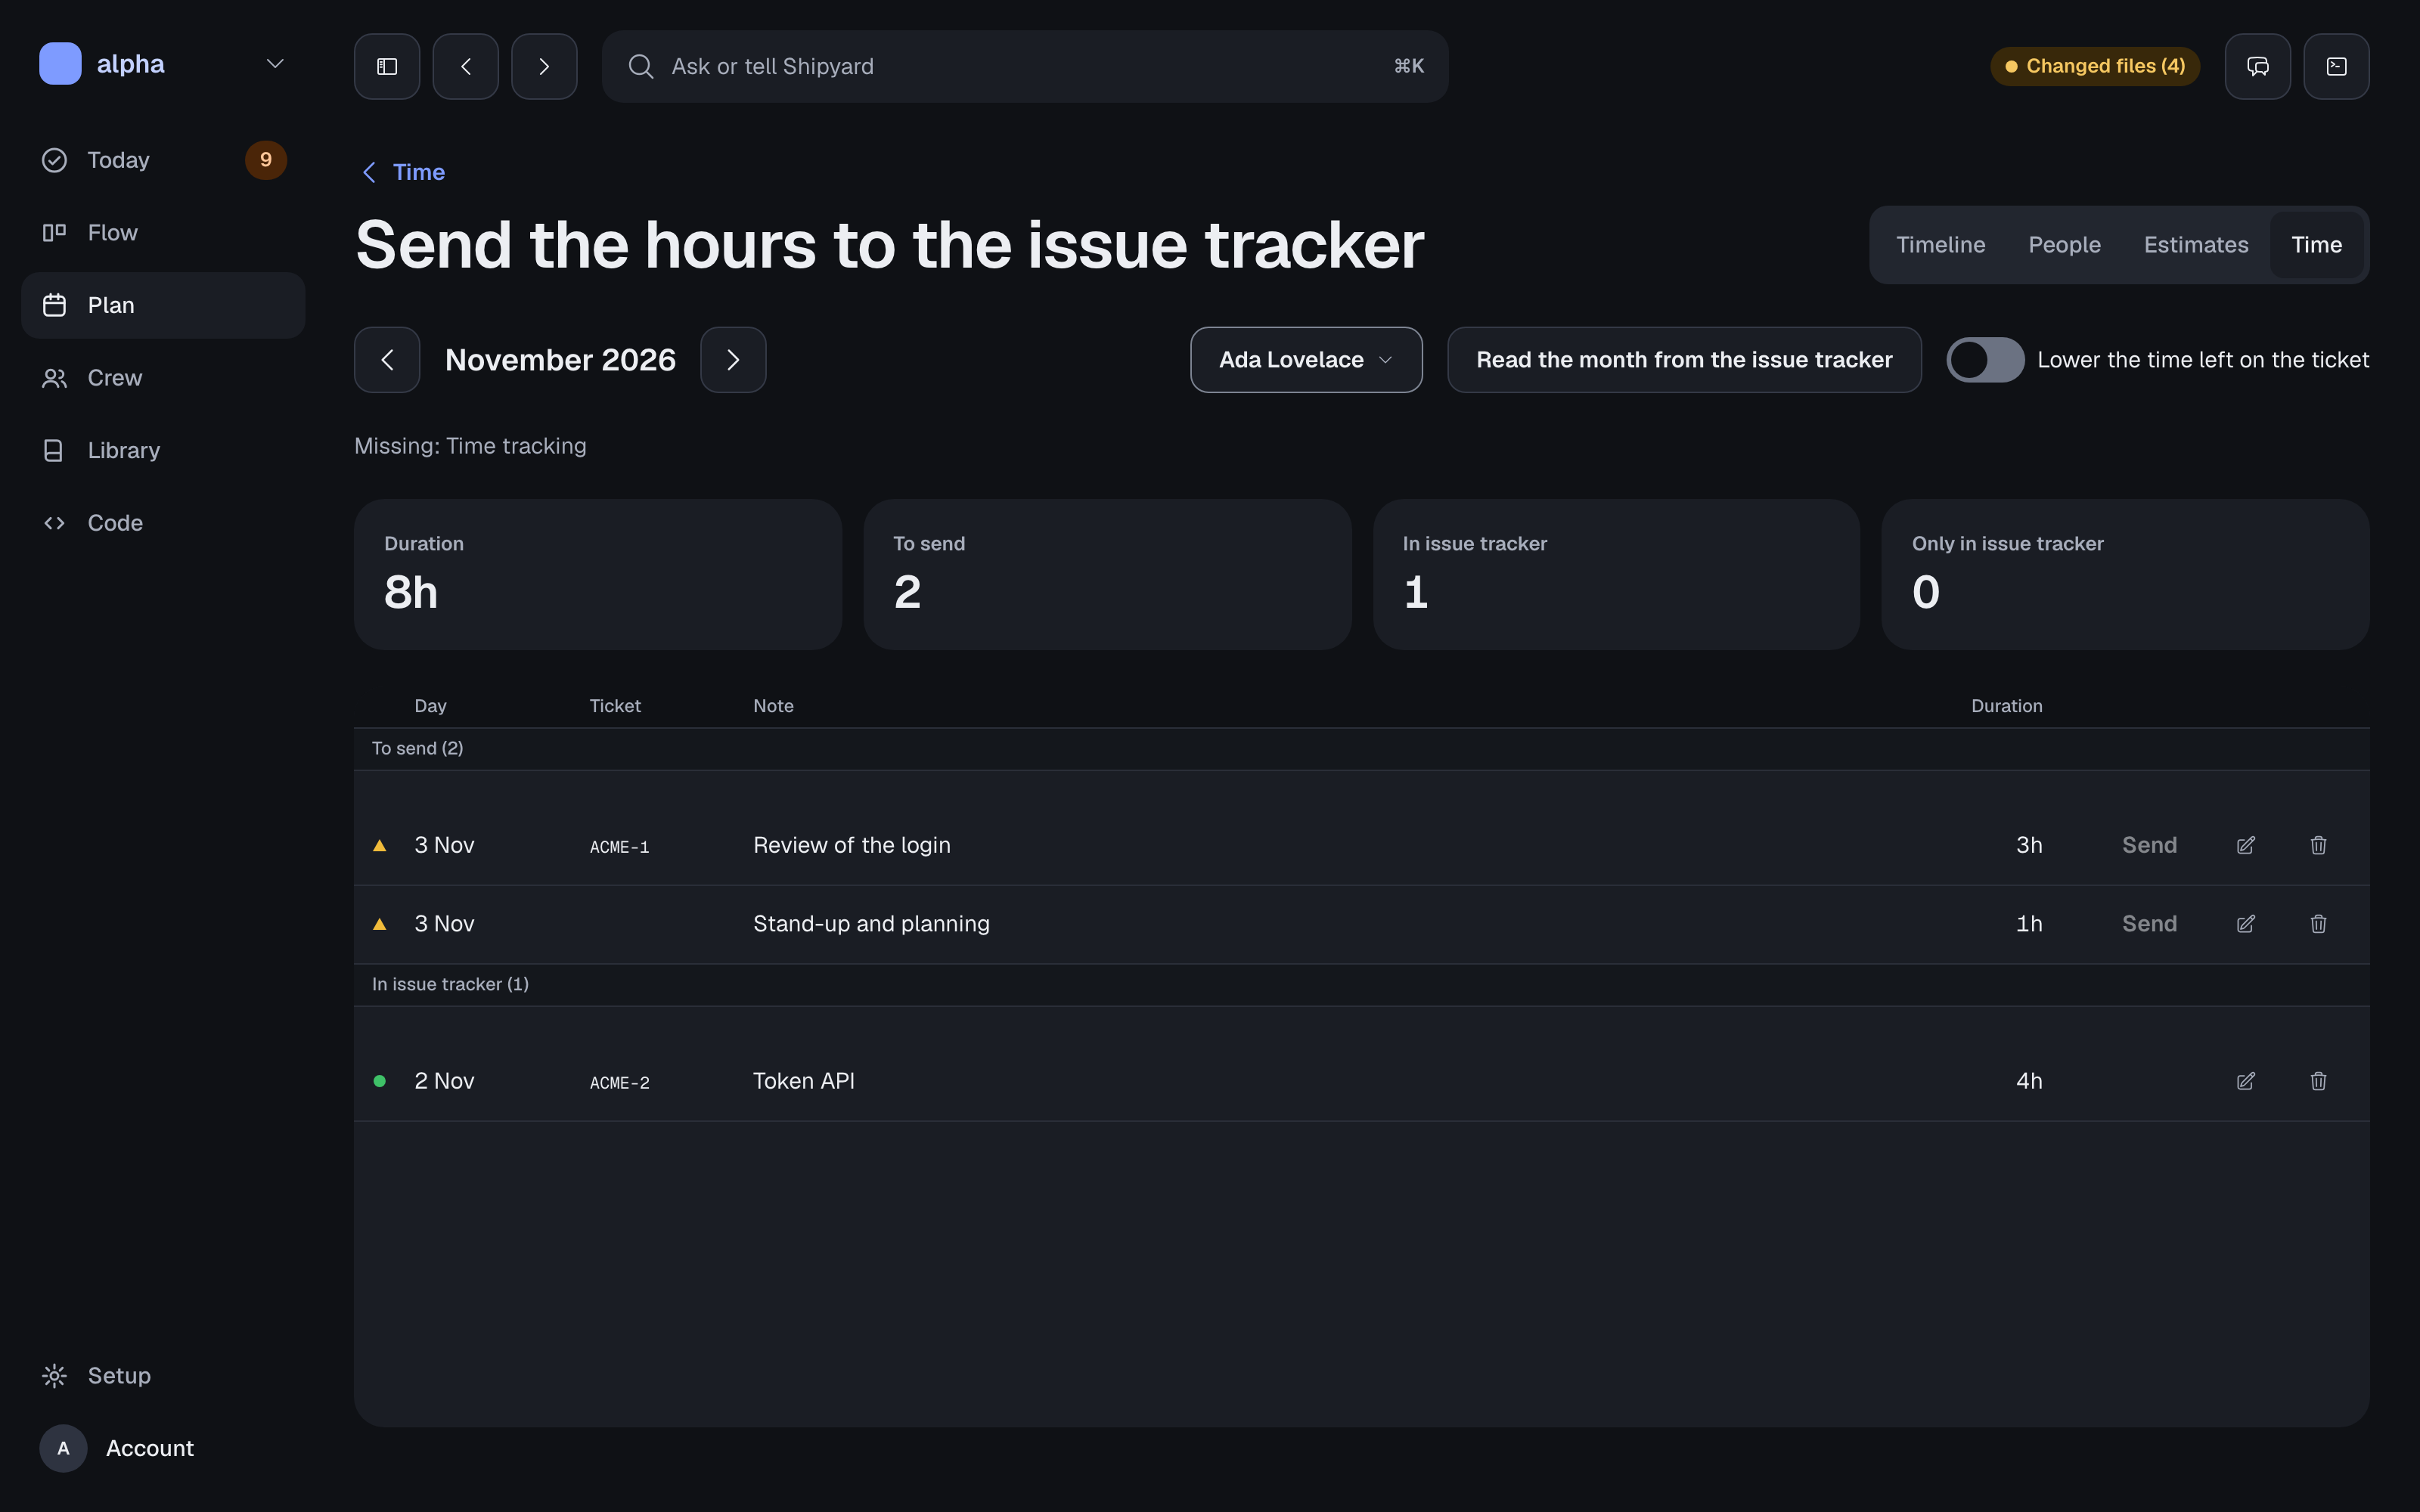 alpha
Ask or tell Shipyard
⌘K
Changed files (4)
Today
9
Flow
Plan
Crew
Library
Code
Setup
A
Account
Time
Send the hours to the issue tracker
Timeline
People
Estimates
Time
November 2026
Ada Lovelace
Read the month from the issue tracker
Lower the time left on the ticket
Missing: Time tracking
Duration
8h
To send
2
In issue tracker
1
Only in issue tracker
0
Day Ticket Note Duration
To send (2)
3 Nov ACME-1 Review of the login 3h Send
3 Nov Stand-up and planning 1h Send
In issue tracker (1)
2 Nov ACME-2 Token API 4h